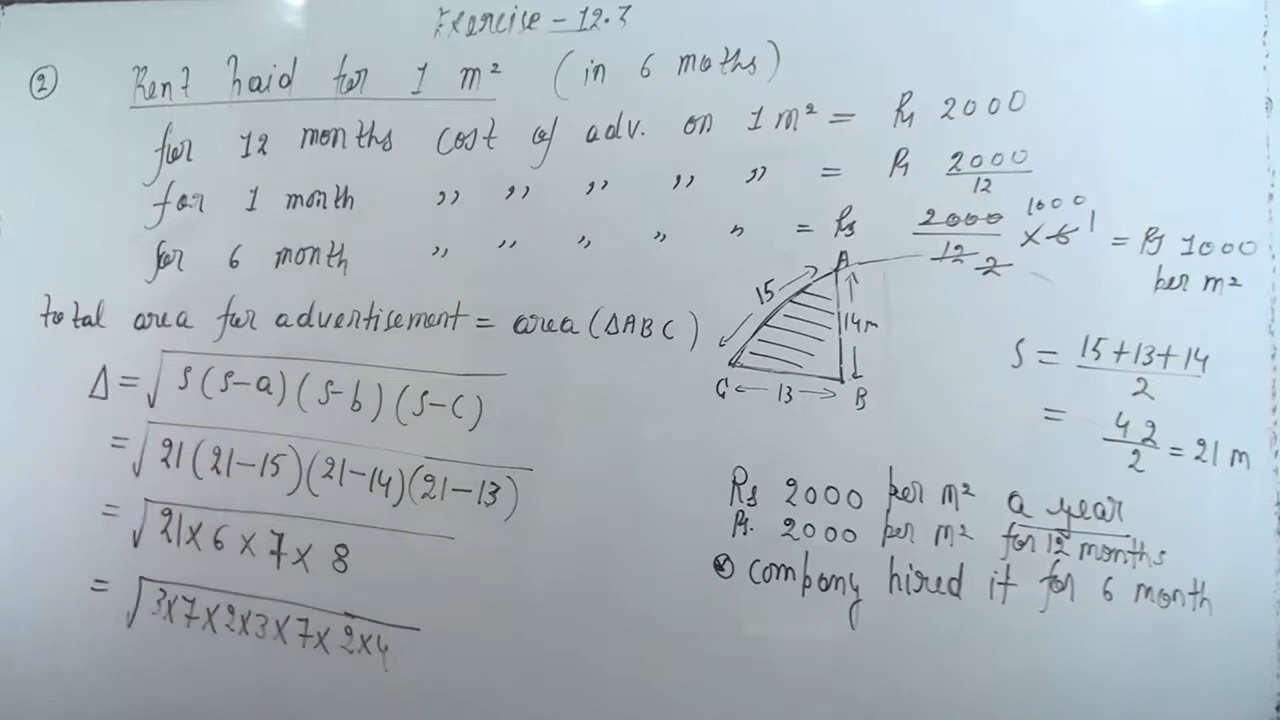 Exercise - 12.3
② Rent paid for 1 m² (in 6 moths)
for 12 months cost of adv. on 1 m² = Rs 2000
for 1 month ,, ,, ,, ,, ,, = Rs 2000/12
for 6 month ,, ,, ,, ,, ,, = Rs 2000/12 2 × 6 1 1000 = Rs 1000 per m²
total area for advertisement = area (ΔABC)
A
15
14m
C 13 B
Δ = √s(s-a)(s-b)(s-c)
= √21(21-15)(21-14)(21-13)
= √21×6×7×8
= √3×7×2×3×7×2×4
S = 15+13+14/2
= 42/2 = 21 m
Rs 2000 per m² a year
Rs. 2000 per m² for 12 months
company hired it for 6 month